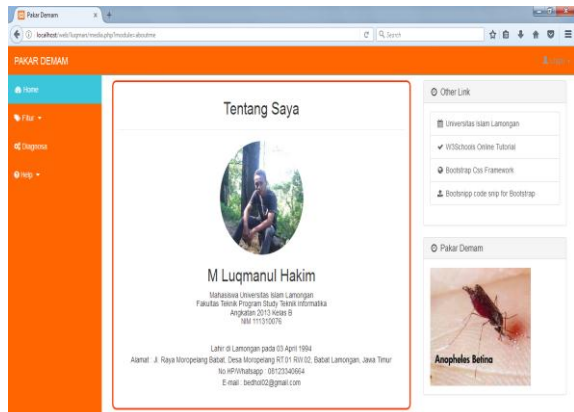 Pakar Demam
localhost/web/luqman/media.php?module=aboutme
Search
PAKAR DEMAM
Home
Fitur
Diagnosa
Help
Tentang Saya
M Luqmanul Hakim
Mahasiswa Universitas Islam Lamongan
Fakultas Teknik Program Study Teknik Informatika
Angkatan 2013 Kelas B
NIM 111310076
Lahir di Lamongan pada 03 April 1994
Alamat : Jl. Raya Moropelang Babat, Desa Moropelang RT.01 RW.02, Babat Lamongan, Jawa Timur
No.HP/Whatsapp : 08123340664
E-mail : bedhol02@gmail.com
Other Link
Universitas Islam Lamongan
W3Schools Online Tutorial
Bootstrap Css Framework
Bootsnipp code snip for Bootstrap
Pakar Demam
Anopheles Betina